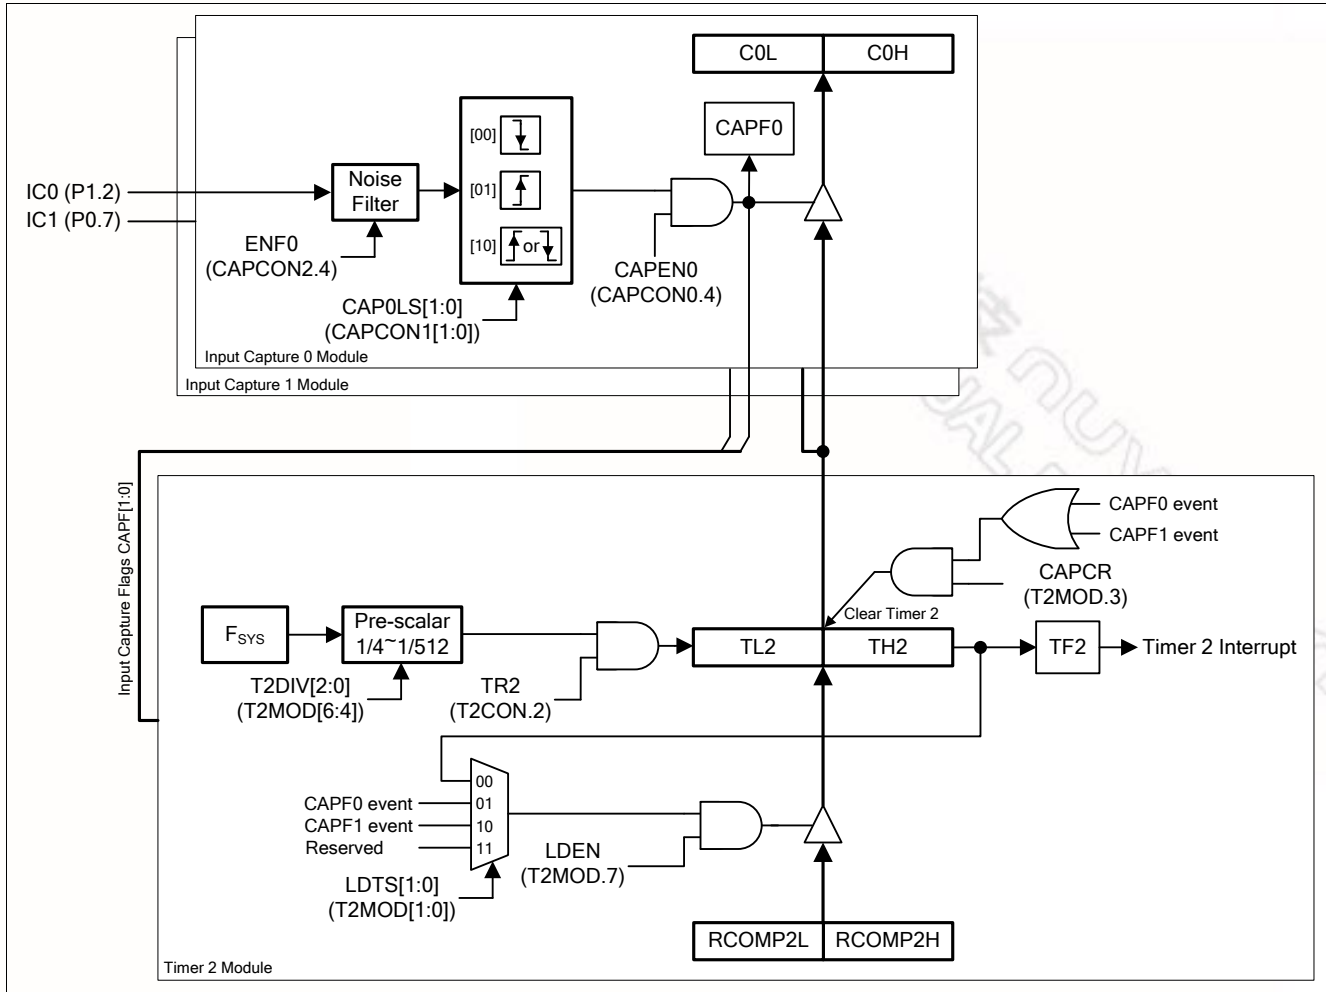 C0L C0H
CAPF0
[00]
IC0 (P1.2)
IC1 (P0.7)
Noise
Filter
[01]
[10] or
ENF0
(CAPCON2.4)
CAPEN0
(CAPCON0.4)
CAP0LS[1:0]
(CAPCON1[1:0])
Input Capture 0 Module
Input Capture 1 Module
Input Capture Flags CAPF[1:0]
CAPF0 event
CAPF1 event
CAPCR
(T2MOD.3)
Clear Timer 2
FSYS
Pre-scalar
1/4~1/512
TL2 TH2
TF2
Timer 2 Interrupt
T2DIV[2:0]
(T2MOD[6:4])
TR2
(T2CON.2)
00
CAPF0 event 01
CAPF1 event 10
Reserved 11
LDEN
(T2MOD.7)
LDTS[1:0]
(T2MOD[1:0])
RCOMP2L RCOMP2H
Timer 2 Module